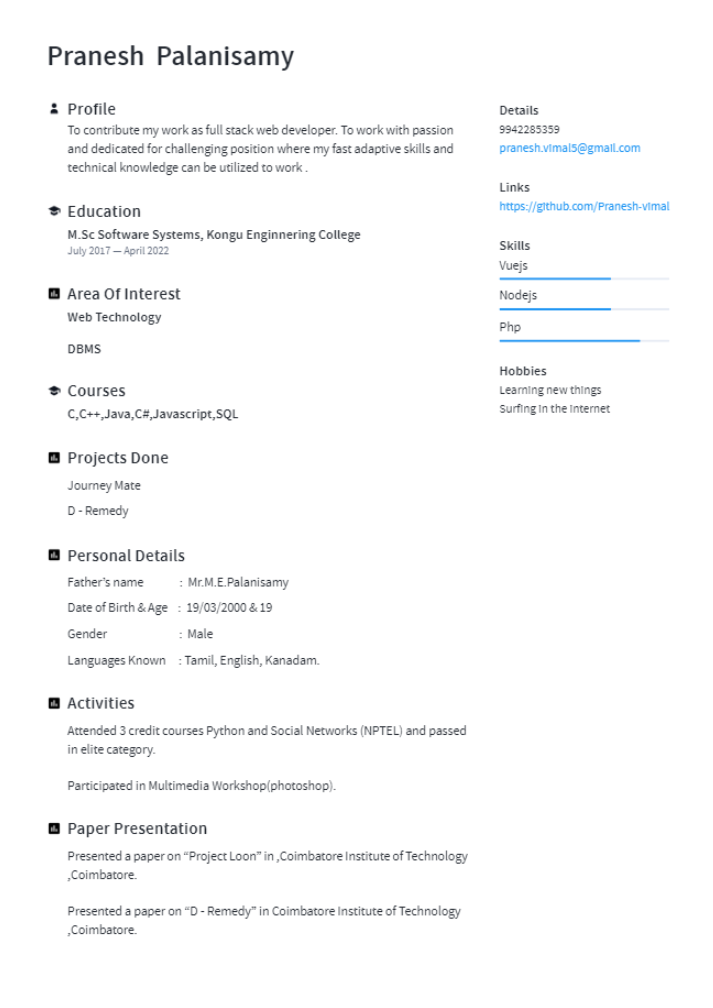 Pranesh Palanisamy
Profile
To contribute my work as full stack web developer. To work with passion
and dedicated for challenging position where my fast adaptive skills and
technical knowledge can be utilized to work .
Education
M.Sc Software Systems, Kongu Enginnering College
July 2017 — April 2022
Area Of Interest
Web Technology
DBMS
Courses
C,C++,Java,C#,Javascript,SQL
Projects Done
Journey Mate
D - Remedy
Personal Details
Father's name : Mr.M.E.Palanisamy
Date of Birth & Age : 19/03/2000 & 19
Gender : Male
Languages Known : Tamil, English, Kanadam.
Activities
Attended 3 credit courses Python and Social Networks (NPTEL) and passed
in elite category.
Participated in Multimedia Workshop(photoshop).
Paper Presentation
Presented a paper on “Project Loon” in ,Coimbatore Institute of Technology
,Coimbatore.
Presented a paper on “D - Remedy” in Coimbatore Institute of Technology
,Coimbatore.
Details
9942285359
pranesh.vimal5@gmail.com
Links
https://github.com/Pranesh-vimal
Skills
Vuejs
Nodejs
Php
Hobbies
Learning new things
Surfing in the Internet